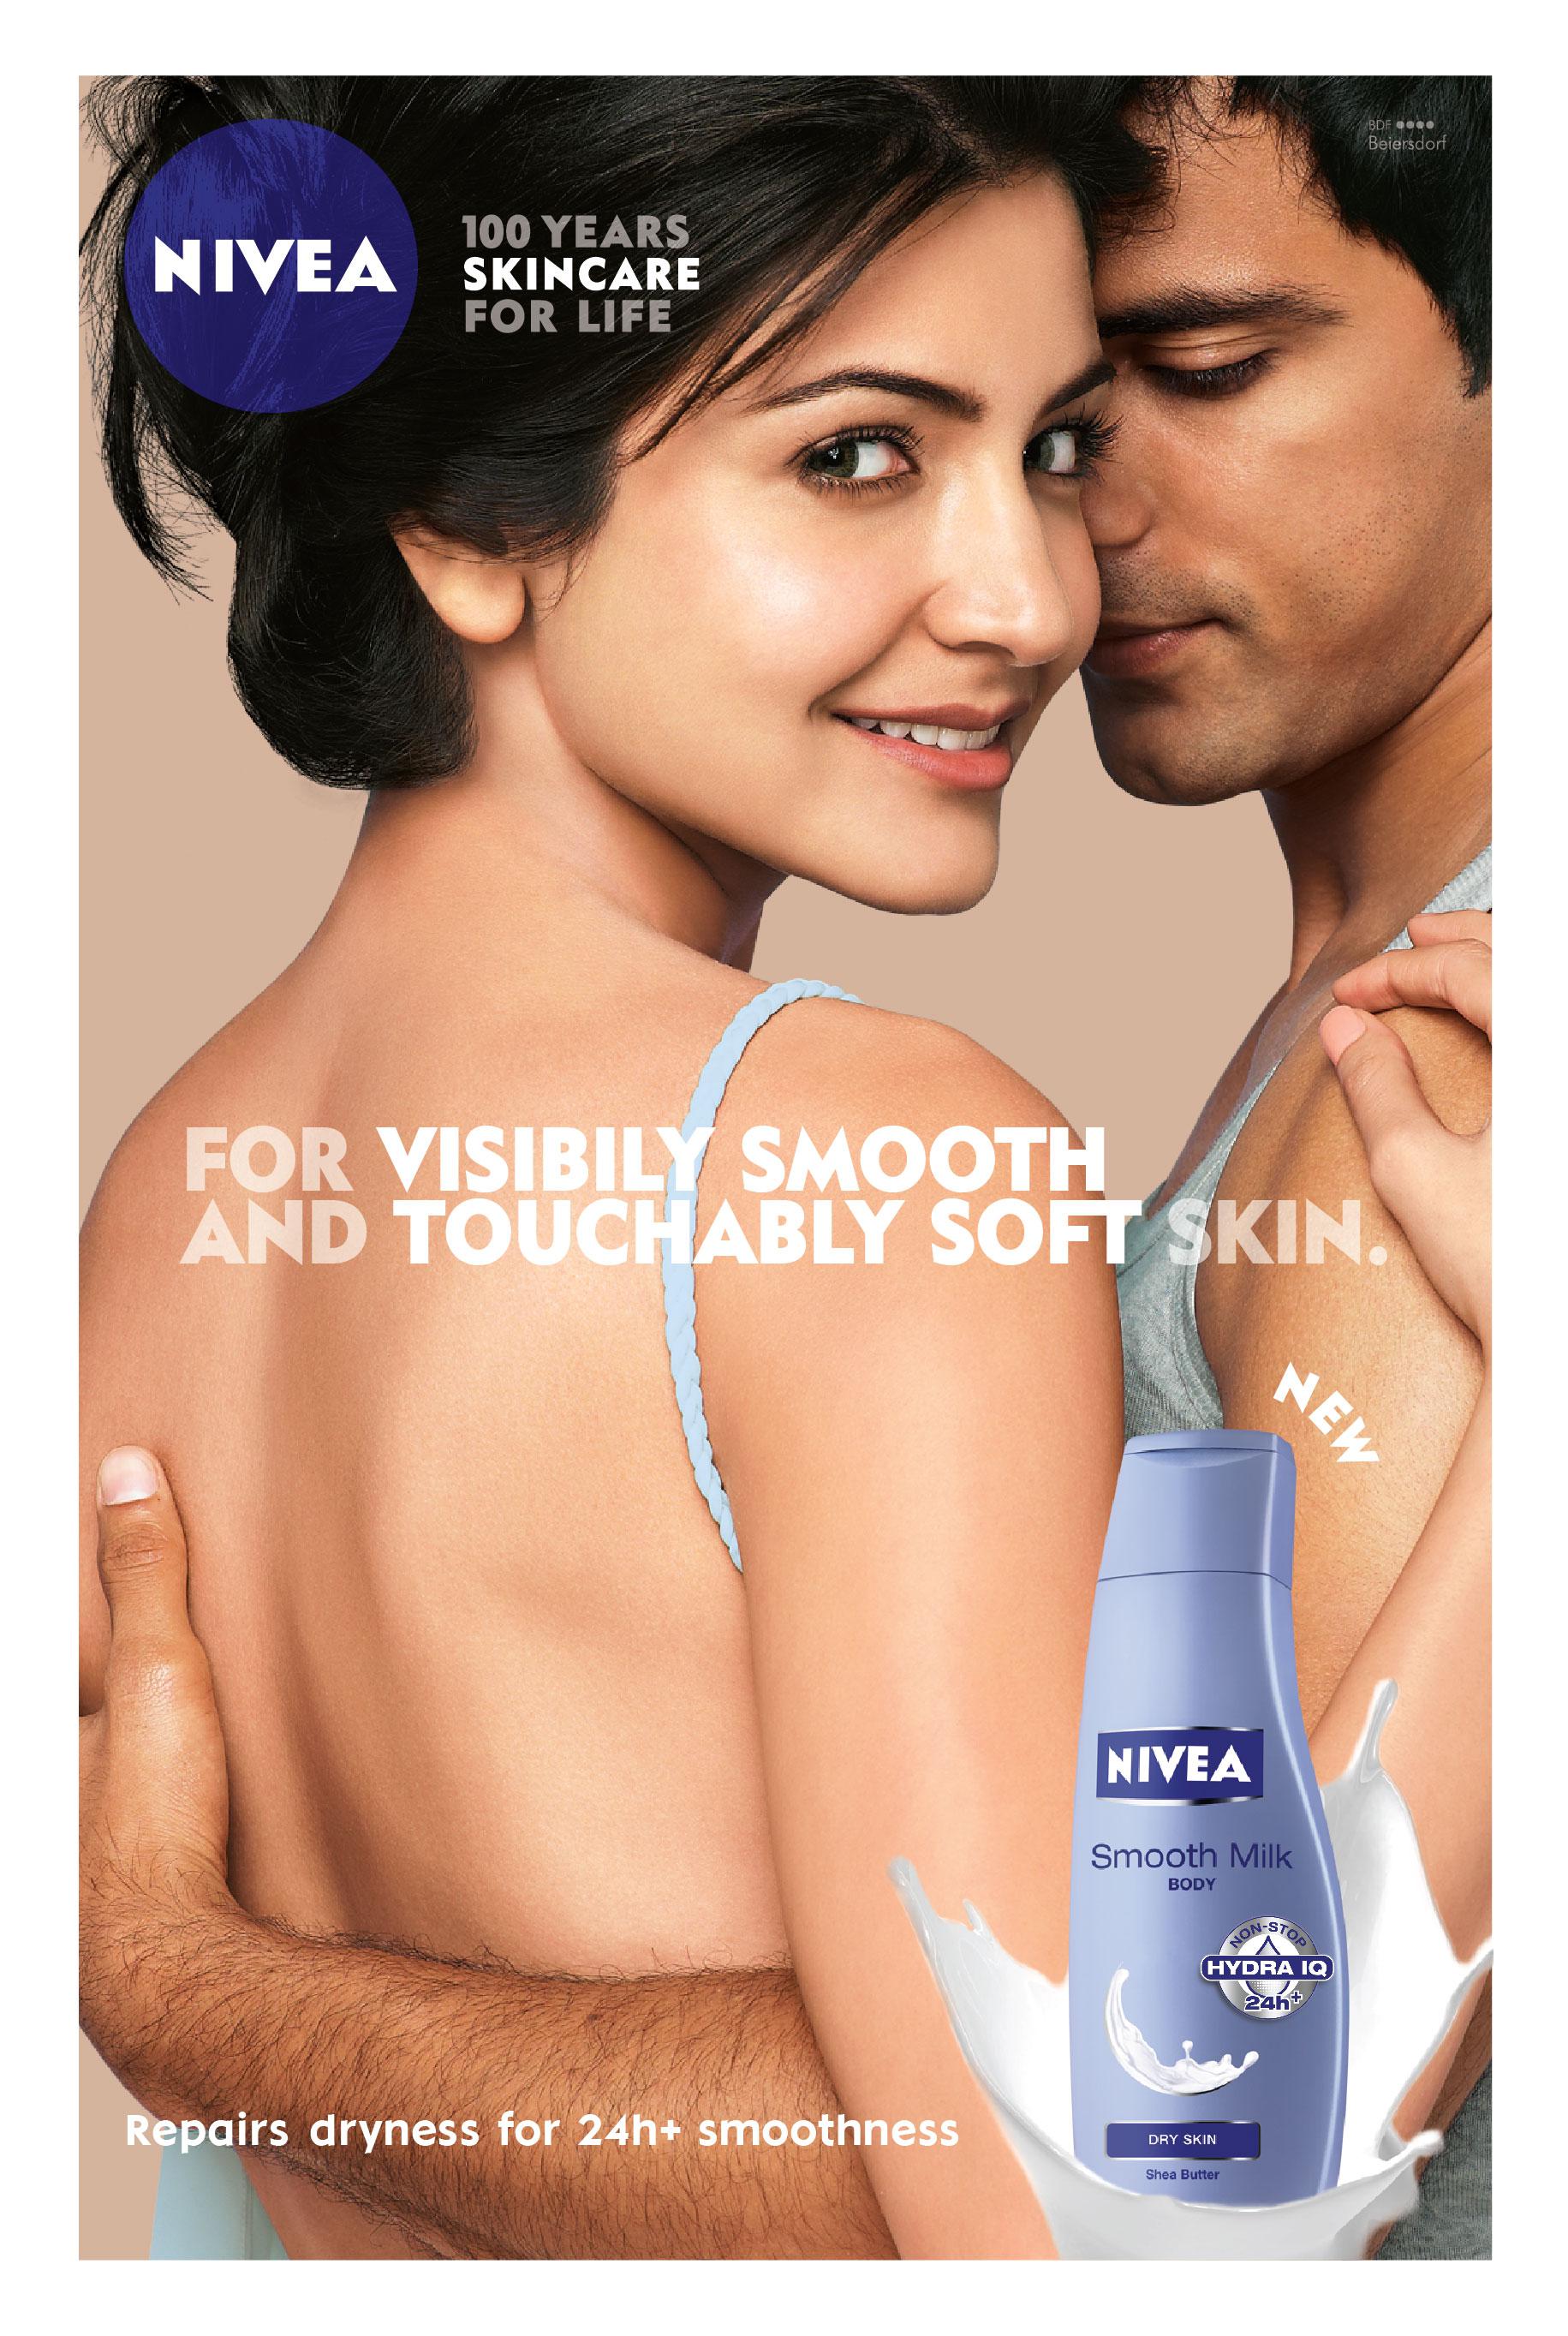 BDF ●●●●
Beiersdorf
NIVEA
100 YEARS
SKINCARE
FOR LIFE
FOR VISIBILY SMOOTH
AND TOUCHABLY SOFT SKIN.
NEW
NIVEA
Smooth Milk
BODY
NON-STOP
HYDRA IQ
24h+
DRY SKIN
Shea Butter
Repairs dryness for 24h+ smoothness